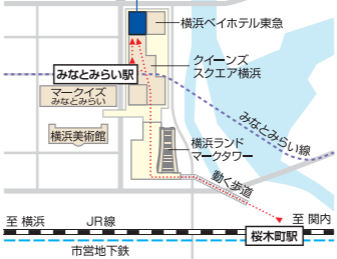 横浜ベイホテル東急
クイーンズ
スクエア横浜
みなとみらい駅
マークイズ
みなとみらい
横浜美術館
みなとみらい線
横浜ランド
マークタワー
動く歩道
至 横浜
JR線
至 関内
桜木町駅
市営地下鉄